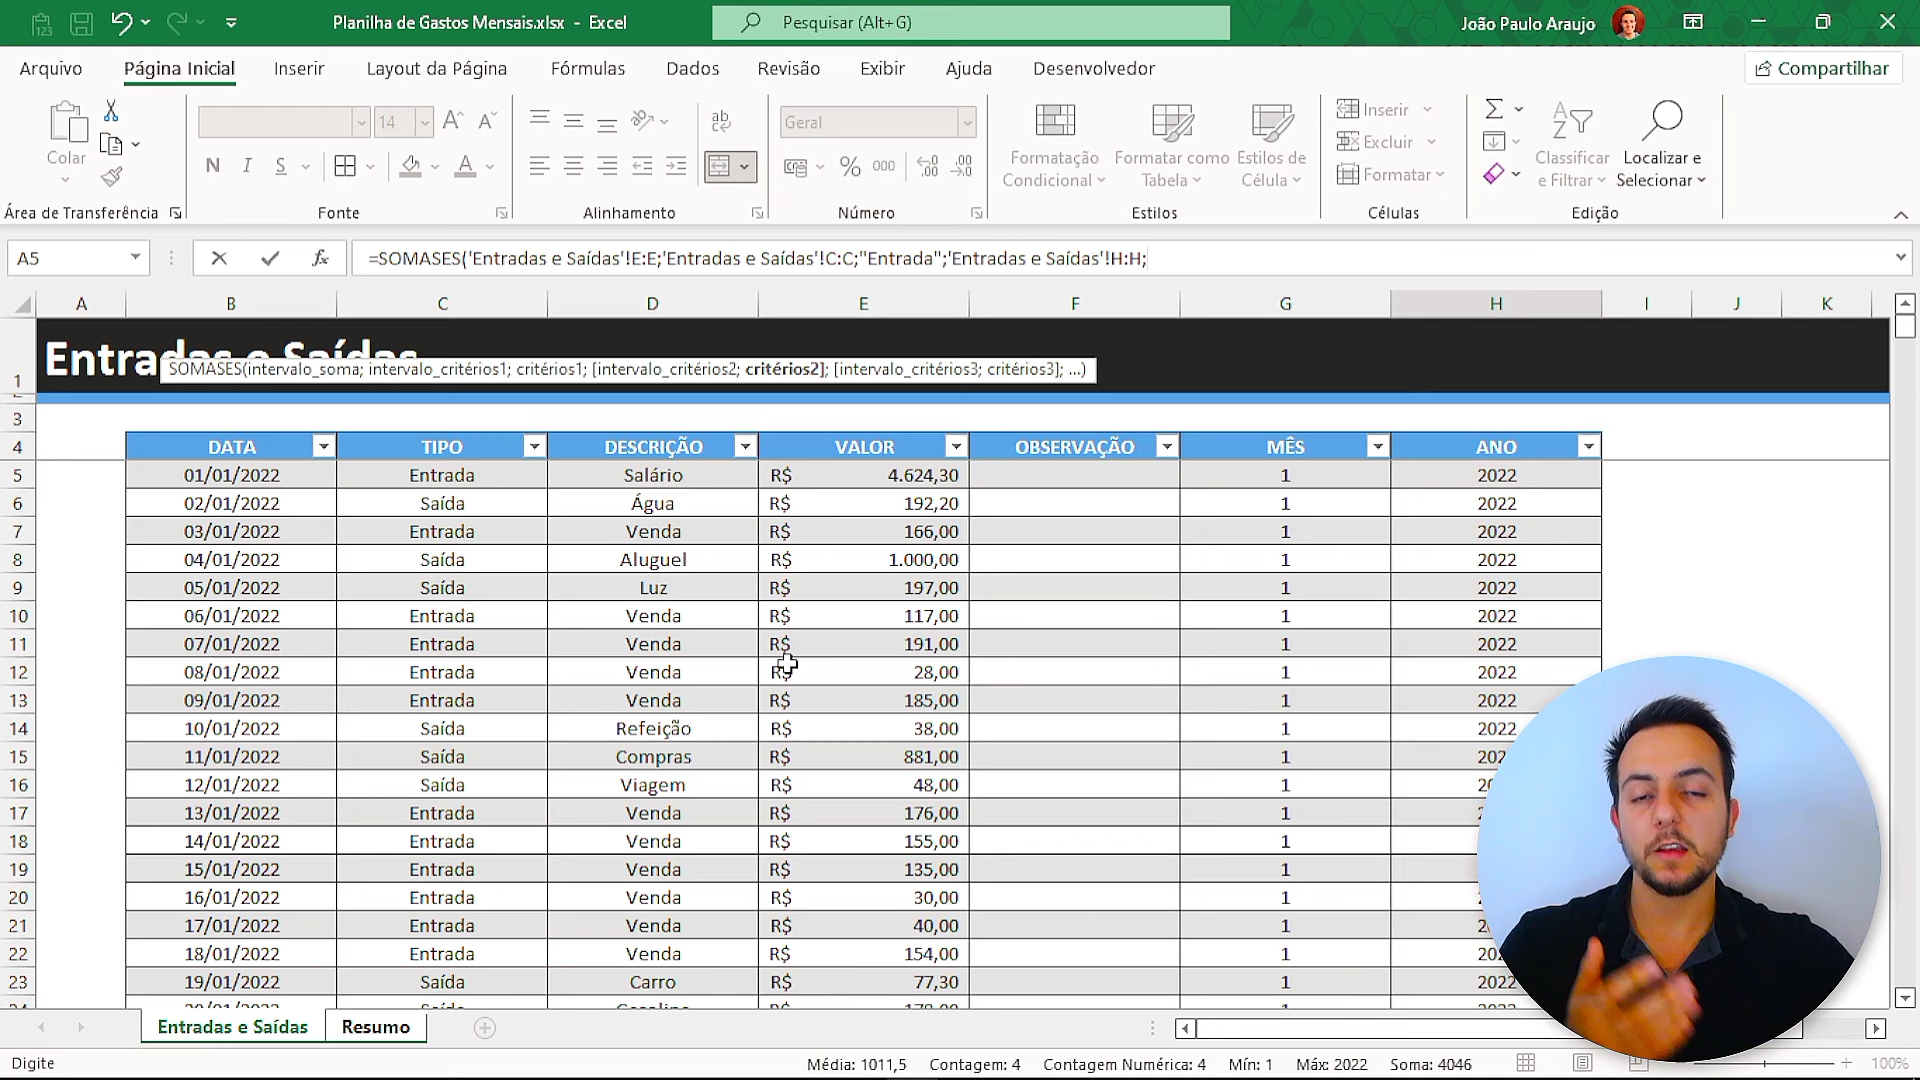 Planilha de Gastos Mensais.xlsx - Excel
Pesquisar (Alt+G)
João Paulo Araujo
Arquivo Página Inicial Inserir Layout da Página Fórmulas Dados Revisão Exibir Ajuda Desenvolvedor Compartilhar
Colar
14
N I S
Geral
% 000
Formatação Condicional
Formatar como Tabela
Estilos de Célula
Inserir
Excluir
Formatar
Classificar e Filtrar
Localizar e Selecionar
Área de Transferência Fonte Alinhamento Número Estilos Células Edição
A5 fx =SOMASES('Entradas e Saídas'!E:E;'Entradas e Saídas'!C:C;"Entrada";'Entradas e Saídas'!H:H;
A B C D E F G H I J K
1 Entradas e Saídas
SOMASES(intervalo_soma; intervalo_critérios1; critérios1; [intervalo_critérios2; critérios2]; [intervalo_critérios3; critérios3]; ...)
3
4 DATA TIPO DESCRIÇÃO VALOR OBSERVAÇÃO MÊS ANO
5 01/01/2022 Entrada Salário R$ 4.624,30 1 2022
6 02/01/2022 Saída Água R$ 192,20 1 2022
7 03/01/2022 Entrada Venda R$ 166,00 1 2022
8 04/01/2022 Saída Aluguel R$ 1.000,00 1 2022
9 05/01/2022 Saída Luz R$ 197,00 1 2022
10 06/01/2022 Entrada Venda R$ 117,00 1 2022
11 07/01/2022 Entrada Venda R$ 191,00 1 2022
12 08/01/2022 Entrada Venda R$ 28,00 1 2022
13 09/01/2022 Entrada Venda R$ 185,00 1 2022
14 10/01/2022 Saída Refeição R$ 38,00 1 2022
15 11/01/2022 Saída Compras R$ 881,00 1
16 12/01/2022 Saída Viagem R$ 48,00 1
17 13/01/2022 Entrada Venda R$ 176,00 1
18 14/01/2022 Entrada Venda R$ 155,00 1
19 15/01/2022 Entrada Venda R$ 135,00 1
20 16/01/2022 Entrada Venda R$ 30,00 1
21 17/01/2022 Entrada Venda R$ 40,00 1
22 18/01/2022 Entrada Venda R$ 154,00 1
23 19/01/2022 Saída Carro R$ 77,30 1 2022
Entradas e Saídas Resumo
Digite Média: 1011,5 Contagem: 4 Contagem Numérica: 4 Mín: 1 Máx: 2022 Soma: 4046 100%